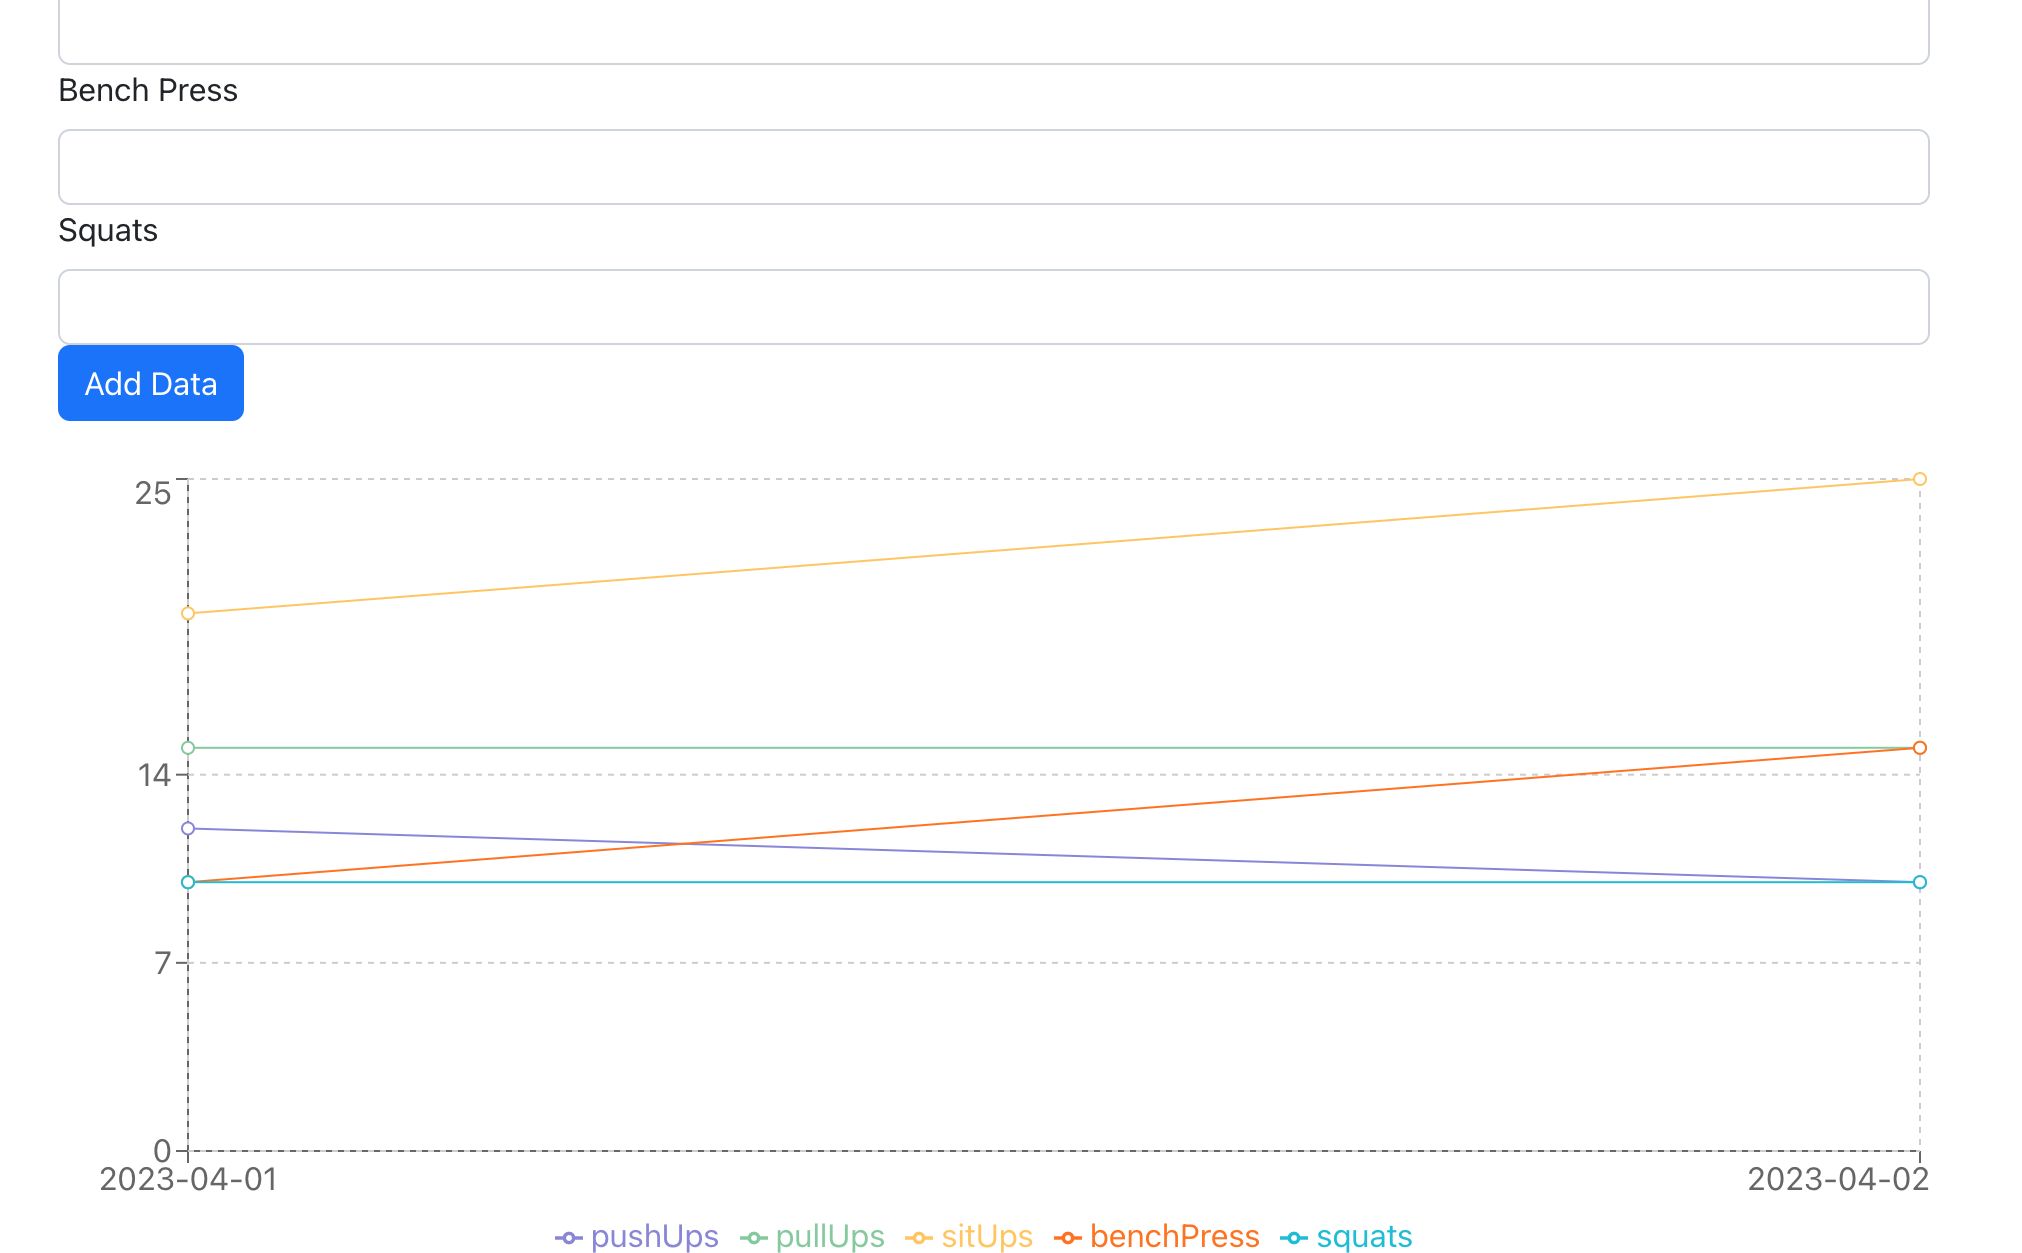 Bench Press
Squats
Add Data
25
14
7
0
2023-04-01 2023-04-02
pushUps pullUps sitUps benchPress squats